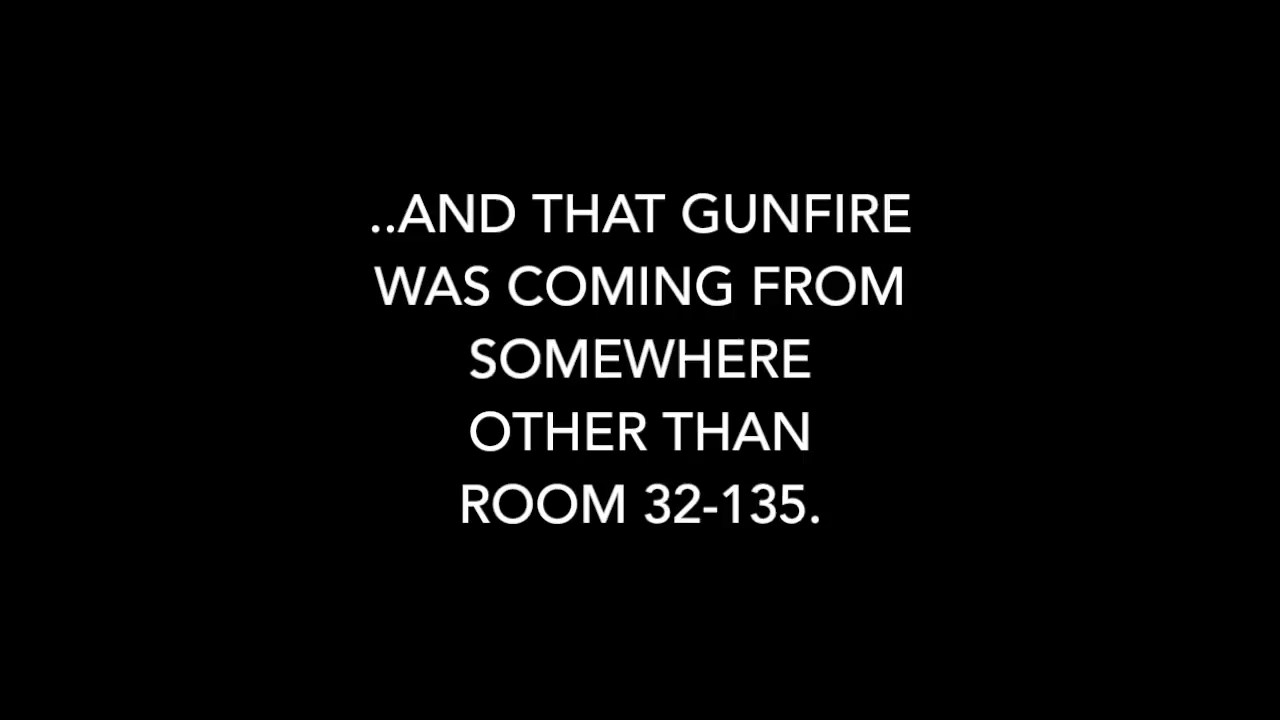 ..AND THAT GUNFIRE
WAS COMING FROM
SOMEWHERE
OTHER THAN
ROOM 32-135.